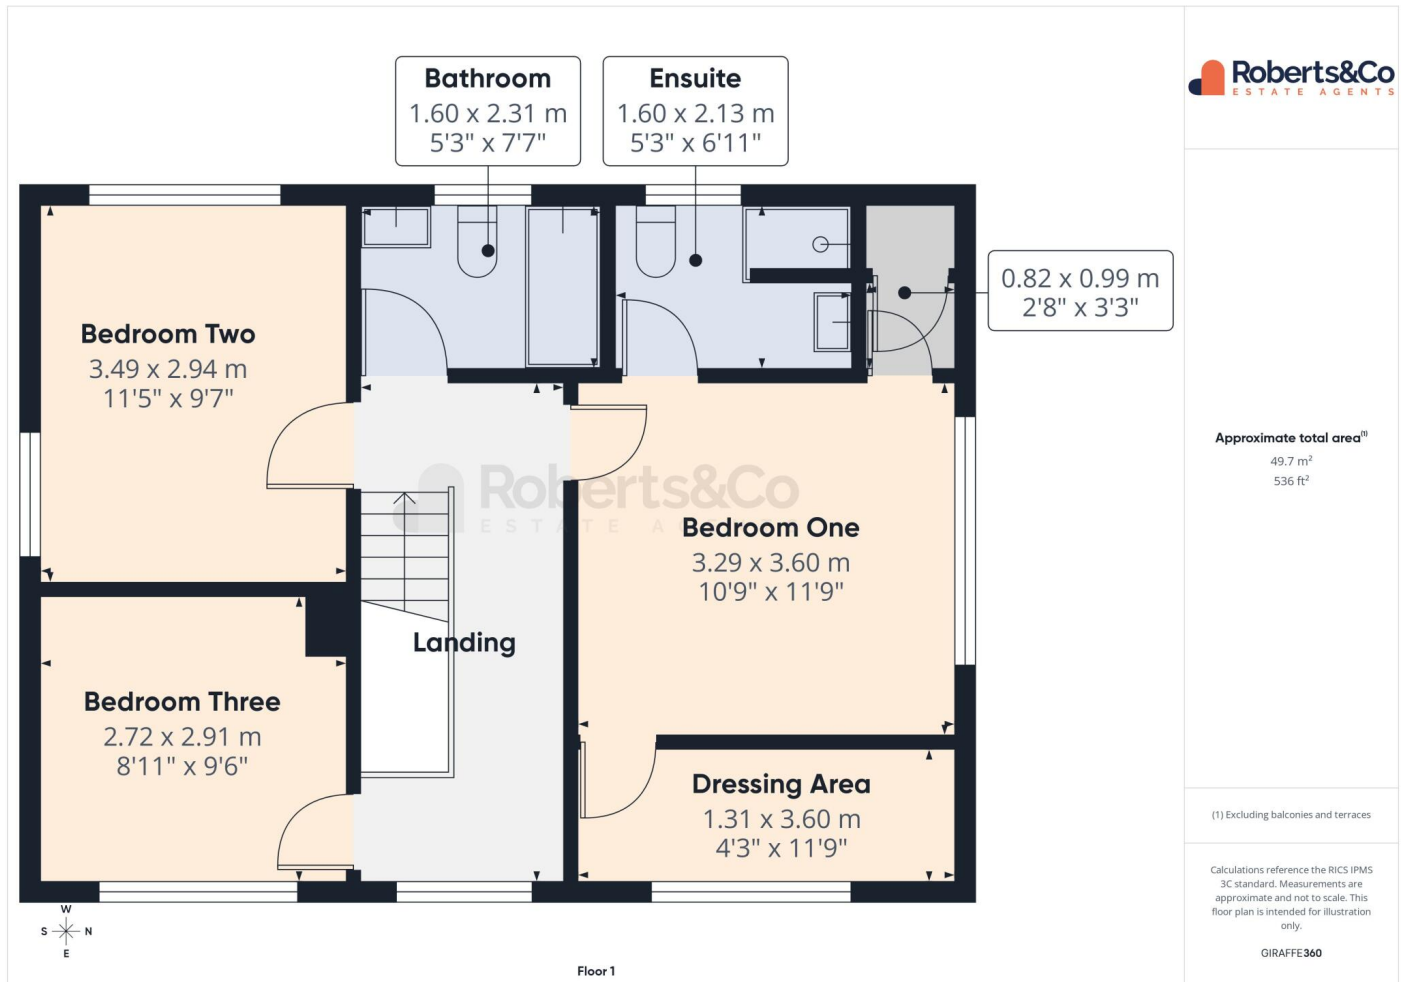 Bathroom
1.60 x 2.31 m
5'3" x 7'7"
Ensuite
1.60 x 2.13 m
5'3" x 6'11"
0.82 x 0.99 m
2'8" x 3'3"
Bedroom Two
3.49 x 2.94 m
11'5" x 9'7"
Roberts&Co
ESTATE A
Bedroom One
3.29 x 3.60 m
10'9" x 11'9"
Landing
Bedroom Three
2.72 x 2.91 m
8'11" x 9'6"
Dressing Area
1.31 x 3.60 m
4'3" x 11'9"
W
S N
E
Floor 1
Roberts&Co
ESTATE AGENTS
Approximate total area(1)
49.7 m²
536 ft²
(1) Excluding balconies and terraces
Calculations reference the RICS IPMS
3C standard. Measurements are
approximate and not to scale. This
floor plan is intended for illustration
only.
GIRAFFE360